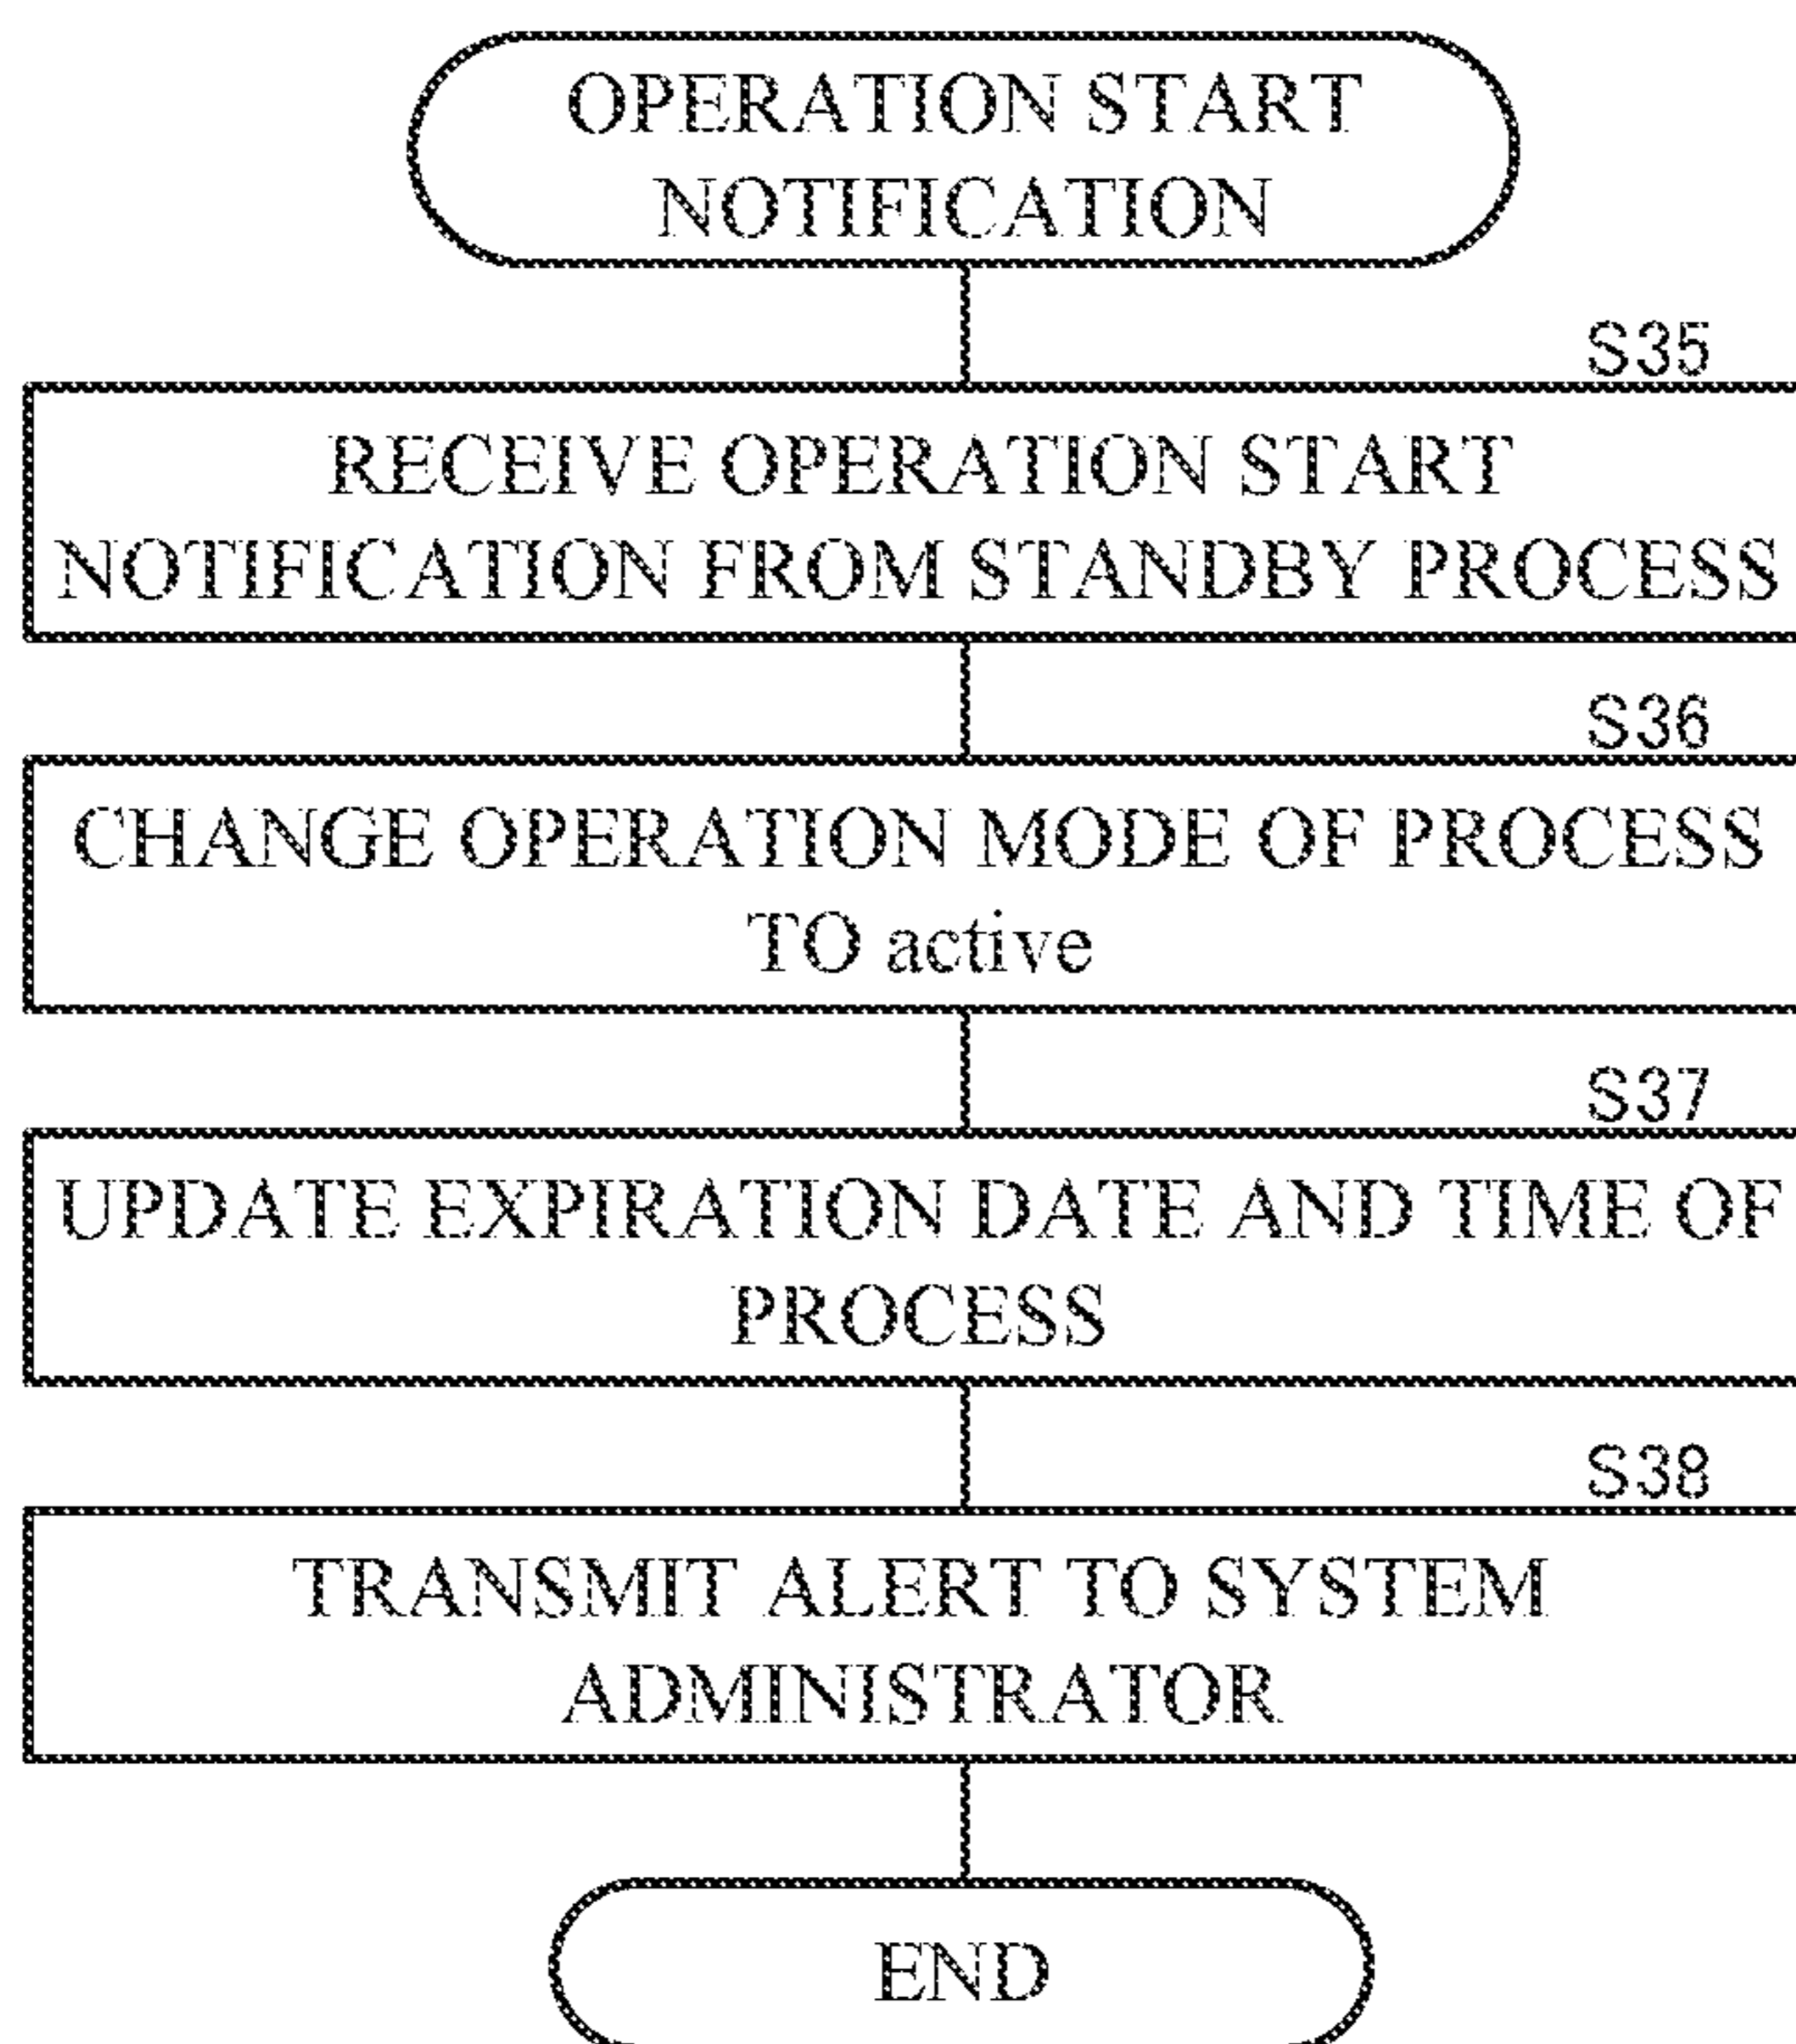 OPERATION START
NOTIFICATION
S35
RECEIVE OPERATION START
NOTIFICATION FROM STANDBY PROCESS
S36
CHANGE OPERATION MODE OF PROCESS
TO active
S37
UPDATE EXPIRATION DATE AND TIME OF
PROCESS
S38
TRANSMIT ALERT TO SYSTEM
ADMINISTRATOR
END